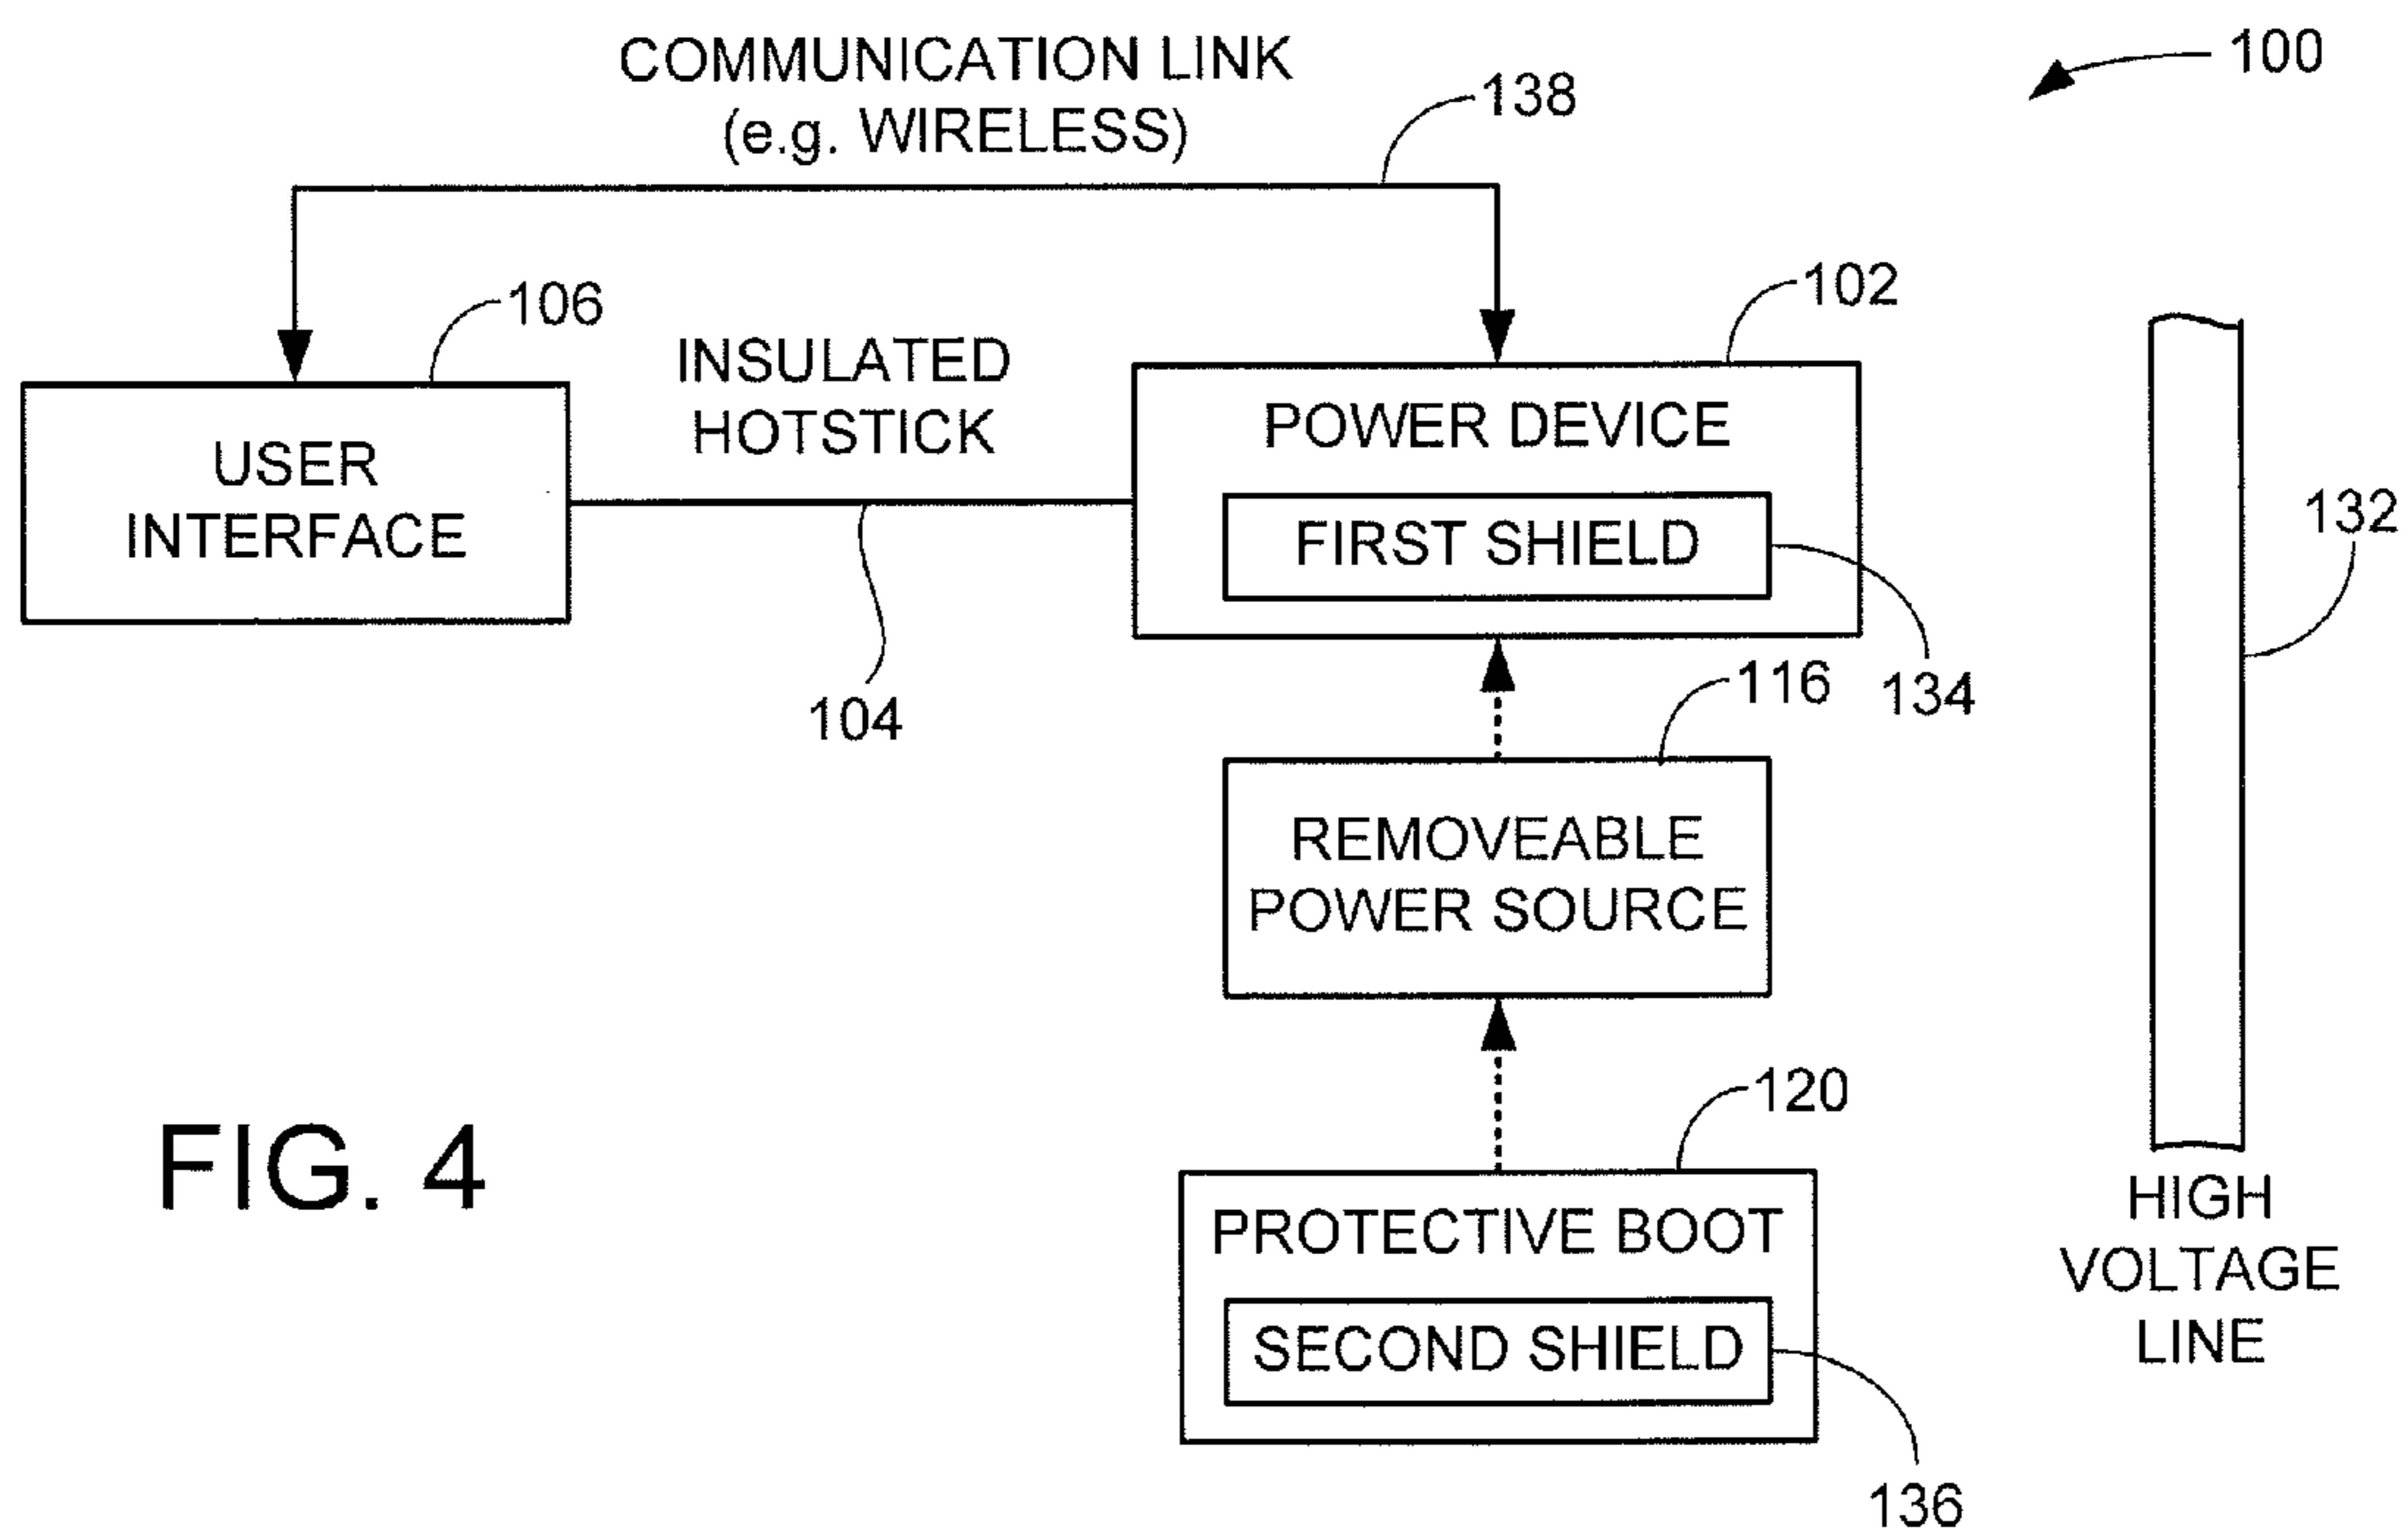 COMMUNICATION LINK
(e.g. WIRELESS)
138
100
106
102
INSULATED
HOTSTICK
USER
INTERFACE
POWER DEVICE
FIRST SHIELD
132
104
116
134
REMOVEABLE
POWER SOURCE
120
PROTECTIVE BOOT
SECOND SHIELD
HIGH
VOLTAGE
LINE
136
FIG. 4